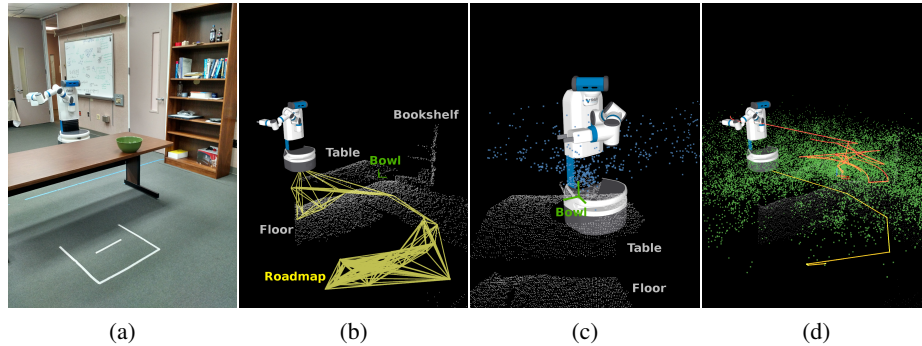 Bookshelf
Table
Bowl
Floor
Roadmap
Bowl
Table
Floor
(a)
(b)
(c)
(d)